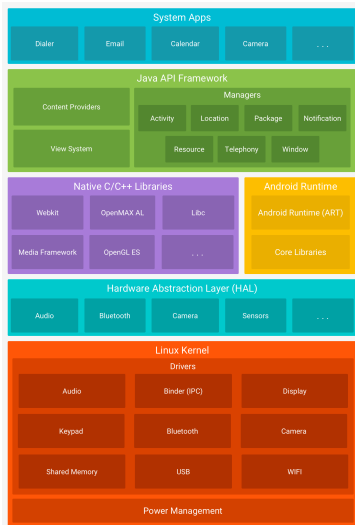 System Apps
Dialer
Email
Calendar
Camera
. . .
Java API Framework
Content Providers
View System
Managers
Activity
Location
Package
Notification
Resource
Telephony
Window
Native C/C++ Libraries
Webkit
OpenMAX AL
Libc
Media Framework
OpenGL ES
. . .
Android Runtime
Android Runtime (ART)
Core Libraries
Hardware Abstraction Layer (HAL)
Audio
Bluetooth
Camera
Sensors
. . .
Linux Kernel
Drivers
Audio
Binder (IPC)
Display
Keypad
Bluetooth
Camera
Shared Memory
USB
WIFI
Power Management